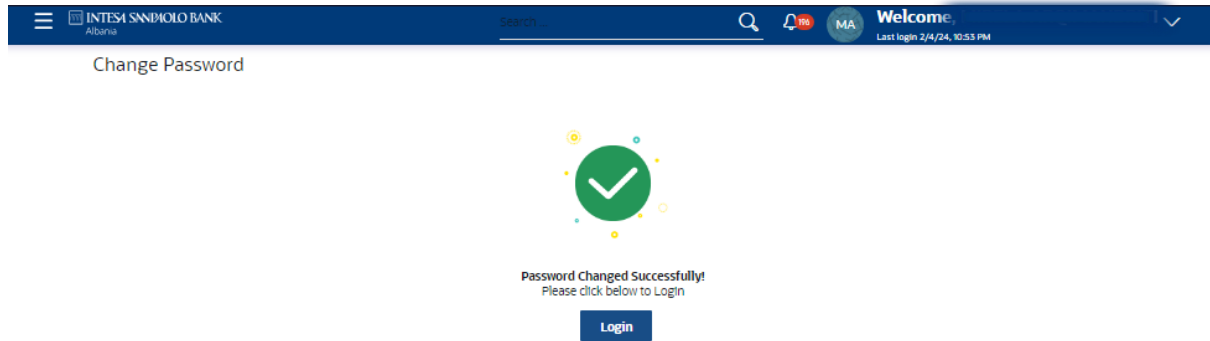 INTESA SANPAOLO BANK
Albania
Search...
196
MA
Welcome,
Last login 2/4/24, 10:53 PM
Change Password
Password Changed Successfully!
Please click below to Login
Login